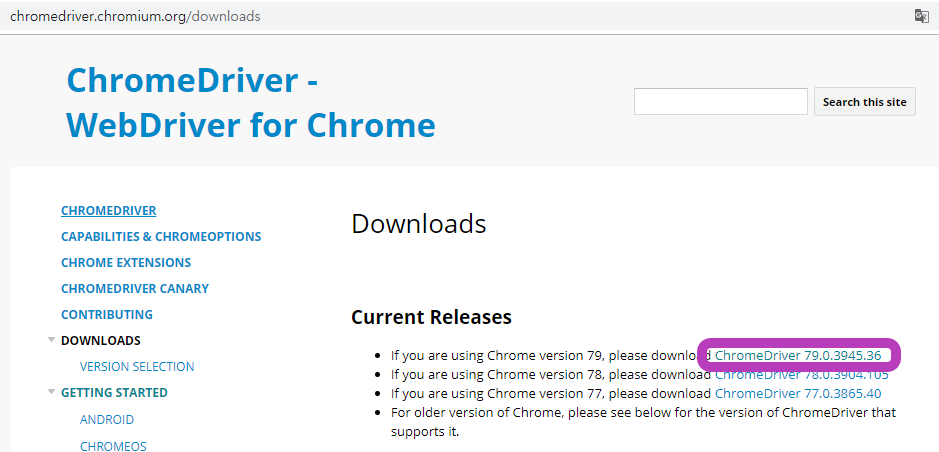 chromedriver.chromium.org/downloads
ChromeDriver -
WebDriver for Chrome
Search this site
CHROMEDRIVER
CAPABILITIES & CHROMEOPTIONS
CHROME EXTENSIONS
CHROMEDRIVER CANARY
CONTRIBUTING
DOWNLOADS
VERSION SELECTION
GETTING STARTED
ANDROID
CHROMEOS
Downloads
Current Releases
If you are using Chrome version 79, please download ChromeDriver 79.0.3945.36
If you are using Chrome version 78, please download ChromeDriver 78.0.3904.105
If you are using Chrome version 77, please download ChromeDriver 77.0.3865.40
For older version of Chrome, please see below for the version of ChromeDriver that
supports it.